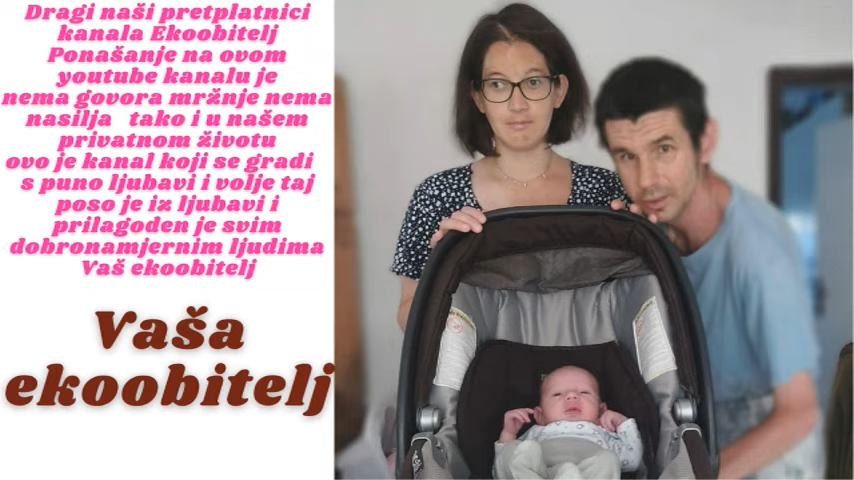 Dragi naši pretplatnici
kanala Ekoobitelj
Ponašanje na ovom
youtube kanalu je
nema govora mržnje nema
nasilja tako i u našem
privatnom životu
ovo je kanal koji se gradi
s puno ljubavi i volje taj
poso je iz ljubavi i
prilagođen je svim
dobronamjernim ljudima
Vaš ekoobitelj
Vaša
ekoobitelj